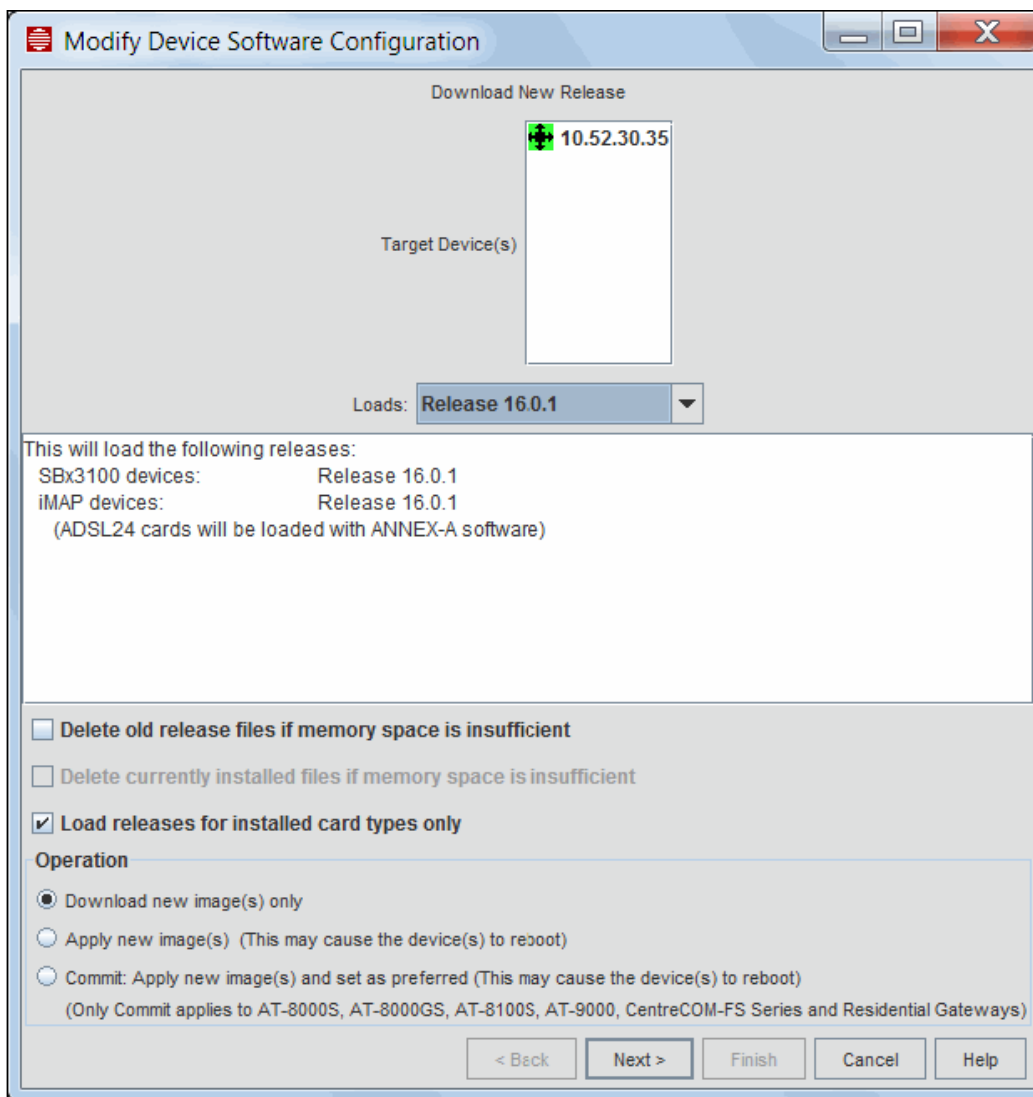 Modify Device Software Configuration
Download New Release
10.52.30.35
Target Device(s)
Loads: Release 16.0.1
This will load the following releases:
SBx3100 devices: Release 16.0.1
iMAP devices: Release 16.0.1
(ADSL24 cards will be loaded with ANNEX-A software)
Delete old release files if memory space is insufficient
Delete currently installed files if memory space is insufficient
Load releases for installed card types only
Operation
Download new image(s) only
Apply new image(s) (This may cause the device(s) to reboot)
Commit: Apply new image(s) and set as preferred (This may cause the device(s) to reboot)
(Only Commit applies to AT-8000S, AT-8000GS, AT-8100S, AT-9000, CentreCOM-FS Series and Residential Gateways)
< Back Next > Finish Cancel Help